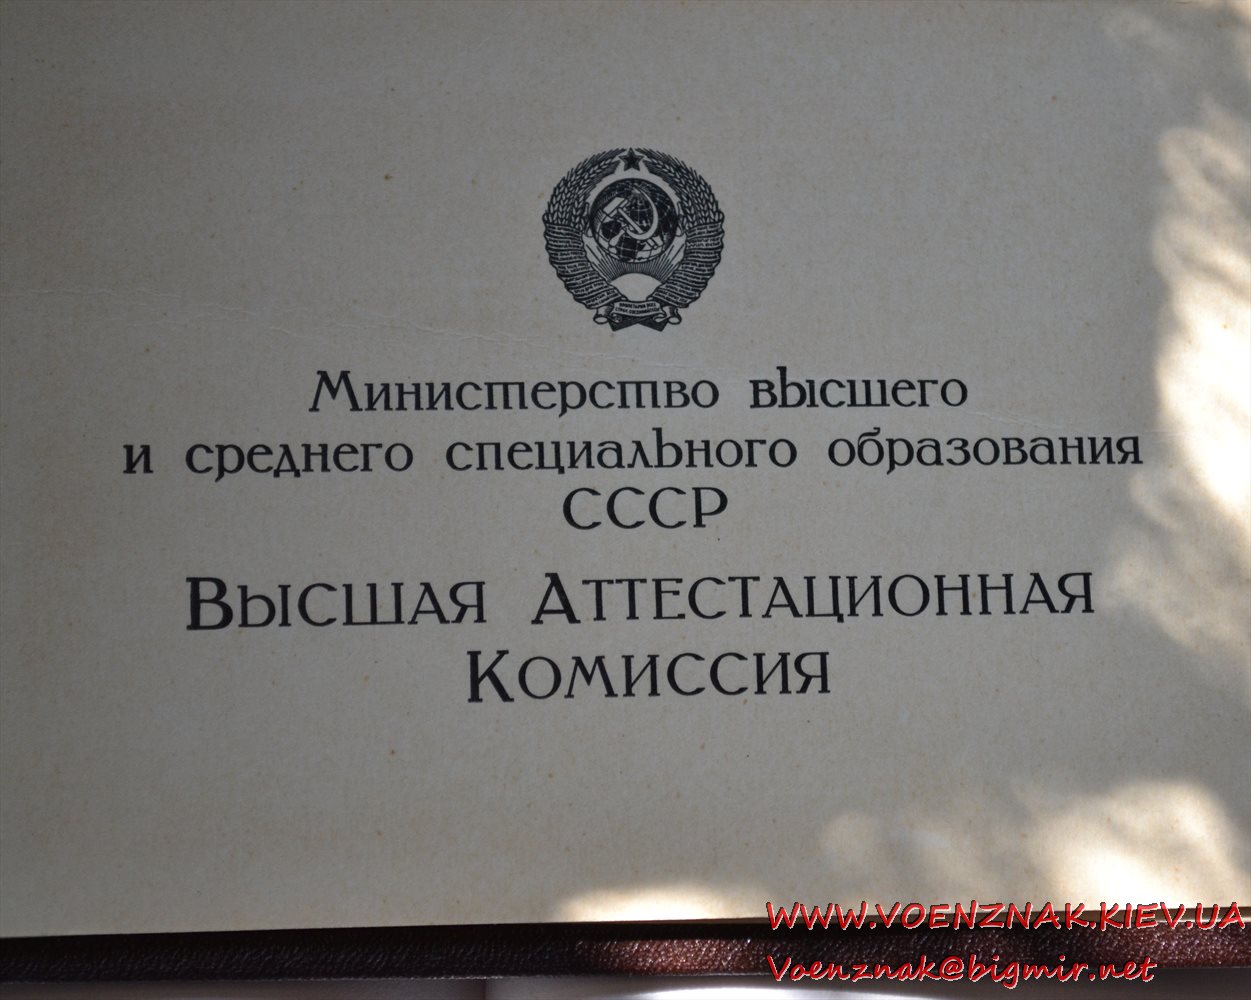 Министерство высшего
и среднего специального образования
СССР
Высшая Аттестационная
Комиссия
WWW.VOENZNAK.KIEV.UA
Voenznak@bigmir.net